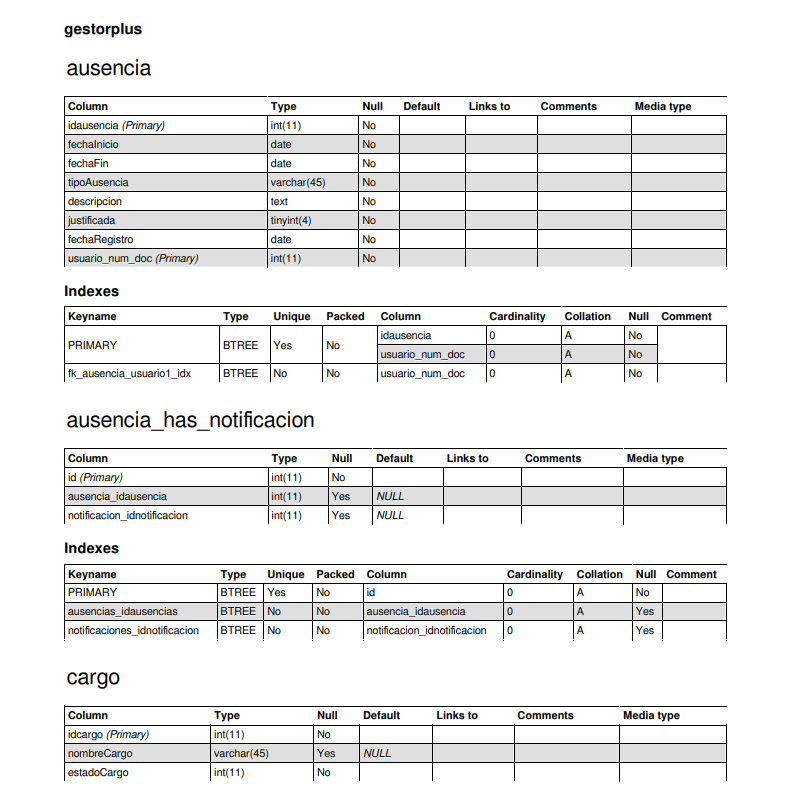 gestorplus
ausencia
Column Type Null Default Links to Comments Media type
idausencia (Primary) int(11) No
fechaInicio date No
fechaFin date No
tipoAusencia varchar(45) No
descripcion text No
justificada tinyint(4) No
fechaRegistro date No
usuario_num_doc (Primary) int(11) No
Indexes
Keyname Type Unique Packed Column Cardinality Collation Null Comment
PRIMARY BTREE Yes No idausencia 0 A No
usuario_num_doc 0 A No
fk_ausencia_usuario1_idx BTREE No No usuario_num_doc 0 A No
ausencia_has_notificacion
Column Type Null Default Links to Comments Media type
id (Primary) int(11) No
ausencia_idausencia int(11) Yes NULL
notificacion_idnotificacion int(11) Yes NULL
Indexes
Keyname Type Unique Packed Column Cardinality Collation Null Comment
PRIMARY BTREE Yes No id 0 A No
ausencias_idausencias BTREE No No ausencia_idausencia 0 A Yes
notificaciones_idnotificacion BTREE No No notificacion_idnotificacion 0 A Yes
cargo
Column Type Null Default Links to Comments Media type
idcargo (Primary) int(11) No
nombreCargo varchar(45) Yes NULL
estadoCargo int(11) No